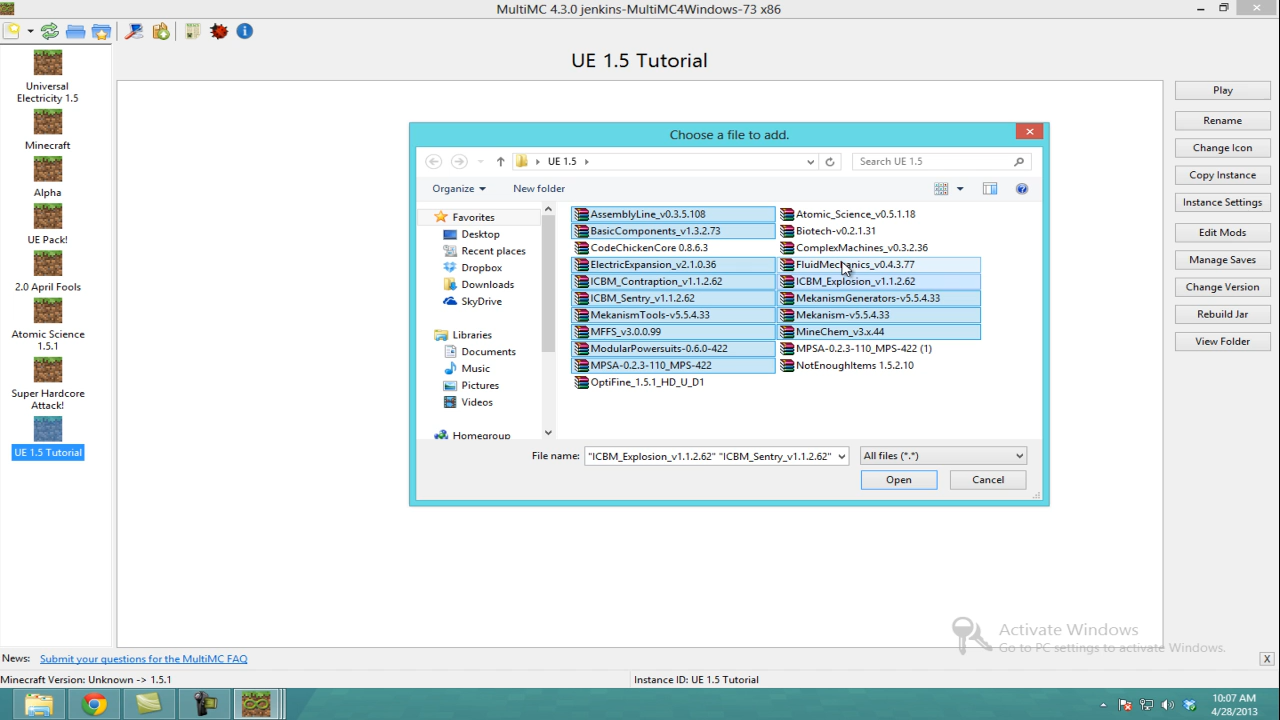 MultiMC 4.3.0 jenkins-MultiMC4Windows-73 x86
UE 1.5 Tutorial
Universal
Electricity 1.5
Minecraft
Alpha
UE Pack!
2.0 April Fools
Atomic Science
1.5.1
Super Hardcore
Attack!
UE 1.5 Tutorial
Choose a file to add.
UE 1.5
Search UE 1.5
Organize
New folder
Favorites
Desktop
Recent places
Dropbox
Downloads
SkyDrive
Libraries
Documents
Music
Pictures
Videos
Homegroup
AssemblyLine_v0.3.5.108
BasicComponents_v1.3.2.73
CodeChickenCore 0.8.6.3
ElectricExpansion_v2.1.0.36
ICBM_Contraption_v1.1.2.62
ICBM_Sentry_v1.1.2.62
MekanismTools-v5.5.4.33
MFFS_v3.0.0.99
ModularPowersuits-0.6.0-422
MPSA-0.2.3-110_MPS-422
OptiFine_1.5.1_HD_U_D1
Atomic_Science_v0.5.1.18
Biotech-v0.2.1.31
ComplexMachines_v0.3.2.36
FluidMechanics_v0.4.3.77
ICBM_Explosion_v1.1.2.62
MekanismGenerators-v5.5.4.33
Mekanism-v5.5.4.33
MineChem_v3.x.44
MPSA-0.2.3-110_MPS-422 (1)
NotEnoughItems 1.5.2.10
File name: "ICBM_Explosion_v1.1.2.62" "ICBM_Sentry_v1.1.2.62"
All files (*.*)
Open
Cancel
Play
Rename
Change Icon
Copy Instance
Instance Settings
Edit Mods
Manage Saves
Change Version
Rebuild Jar
View Folder
Activate Windows
Go to PC settings to activate Windows.
News: Submit your questions for the MultiMC FAQ
X
Minecraft Version: Unknown -> 1.5.1
Instance ID: UE 1.5 Tutorial
10:07 AM
4/28/2013